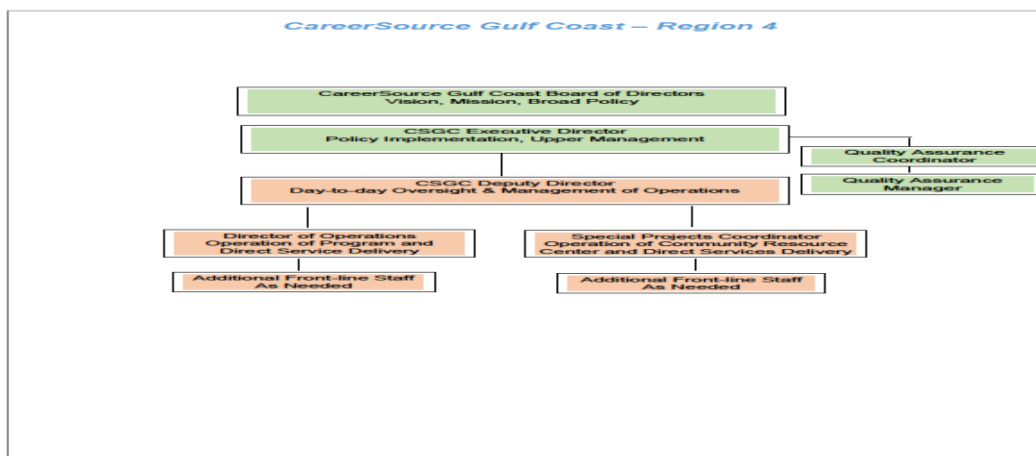 CareerSource Gulf Coast – Region 4
CareerSource Gulf Coast Board of Directors
Vision, Mission, Broad Policy
CSGC Executive Director
Policy Implementation, Upper Management
Quality Assurance
Coordinator
Quality Assurance
Manager
CSGC Deputy Director
Day-to-day Oversight & Management of Operations
Director of Operations
Operation of Program and
Direct Service Delivery
Special Projects Coordinator
Operation of Community Resource
Center and Direct Services Delivery
Additional Front-line Staff
As Needed
Additional Front-line Staff
As Needed